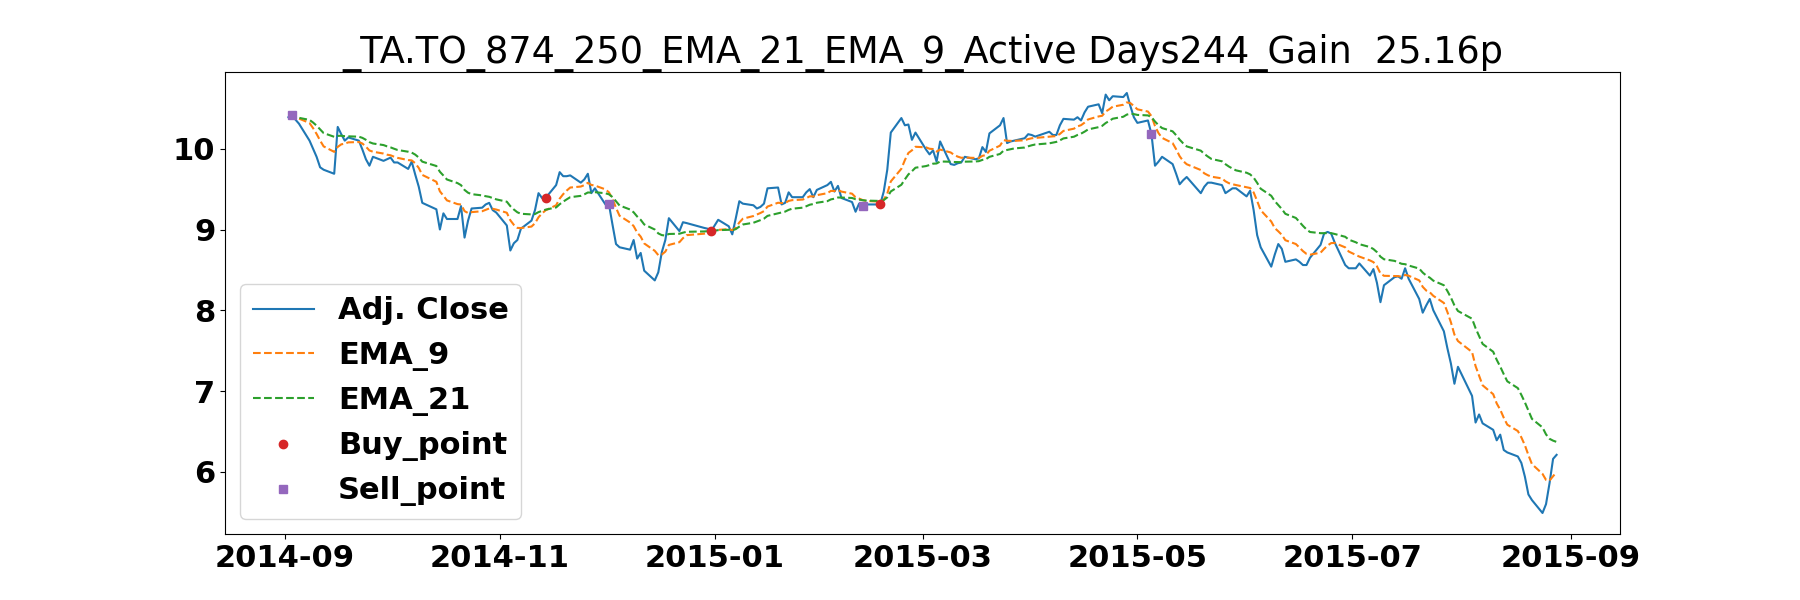 _TA.TO_874_250_EMA_21_EMA_9_Active Days244_Gain  25.16p
10
9
8
7
6
Adj. Close
EMA_9
EMA_21
Buy_point
Sell_point
2014-09 2014-11 2015-01 2015-03 2015-05 2015-07 2015-09